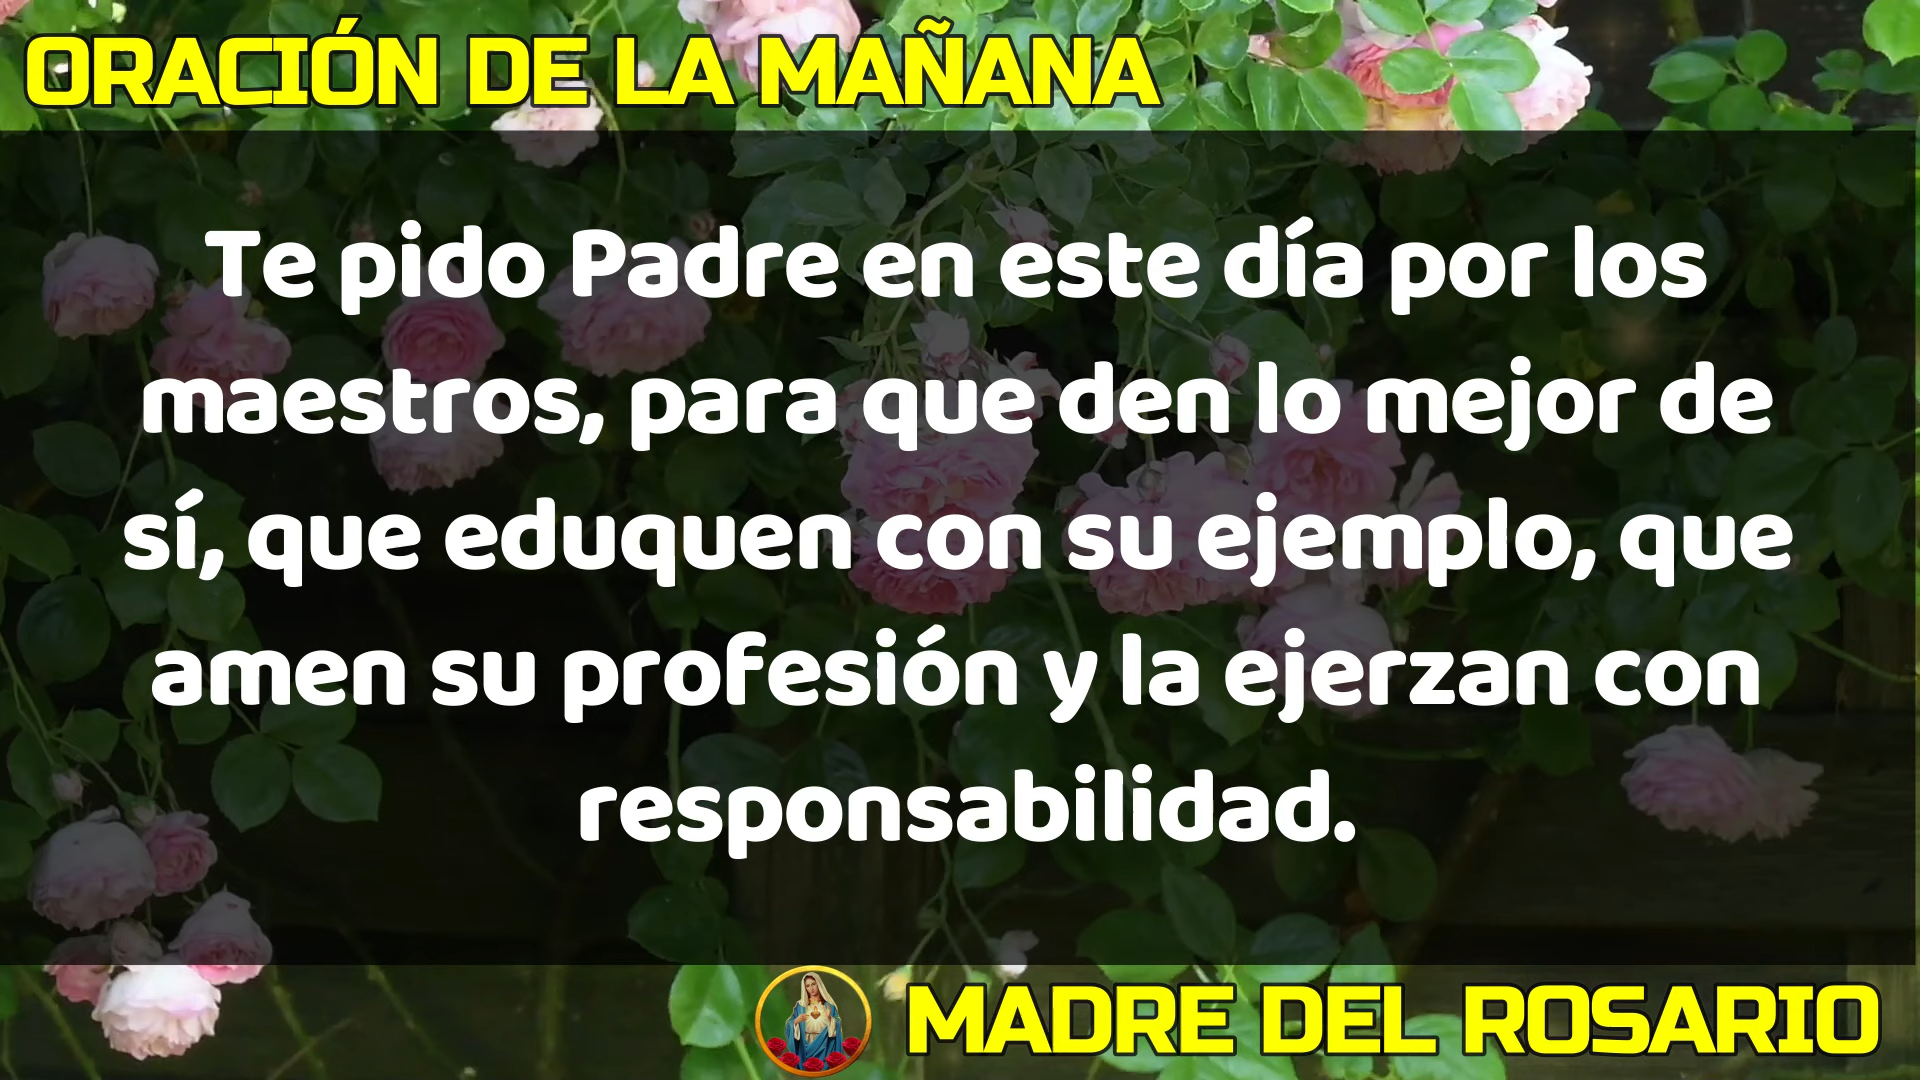 ORACIÓN DE LA MAÑANA
Te pido Padre en este día por los
maestros, para que den lo mejor de
sí, que eduquen con su ejemplo, que
amen su profesión y la ejerzan con
responsabilidad.
MADRE DEL ROSARIO